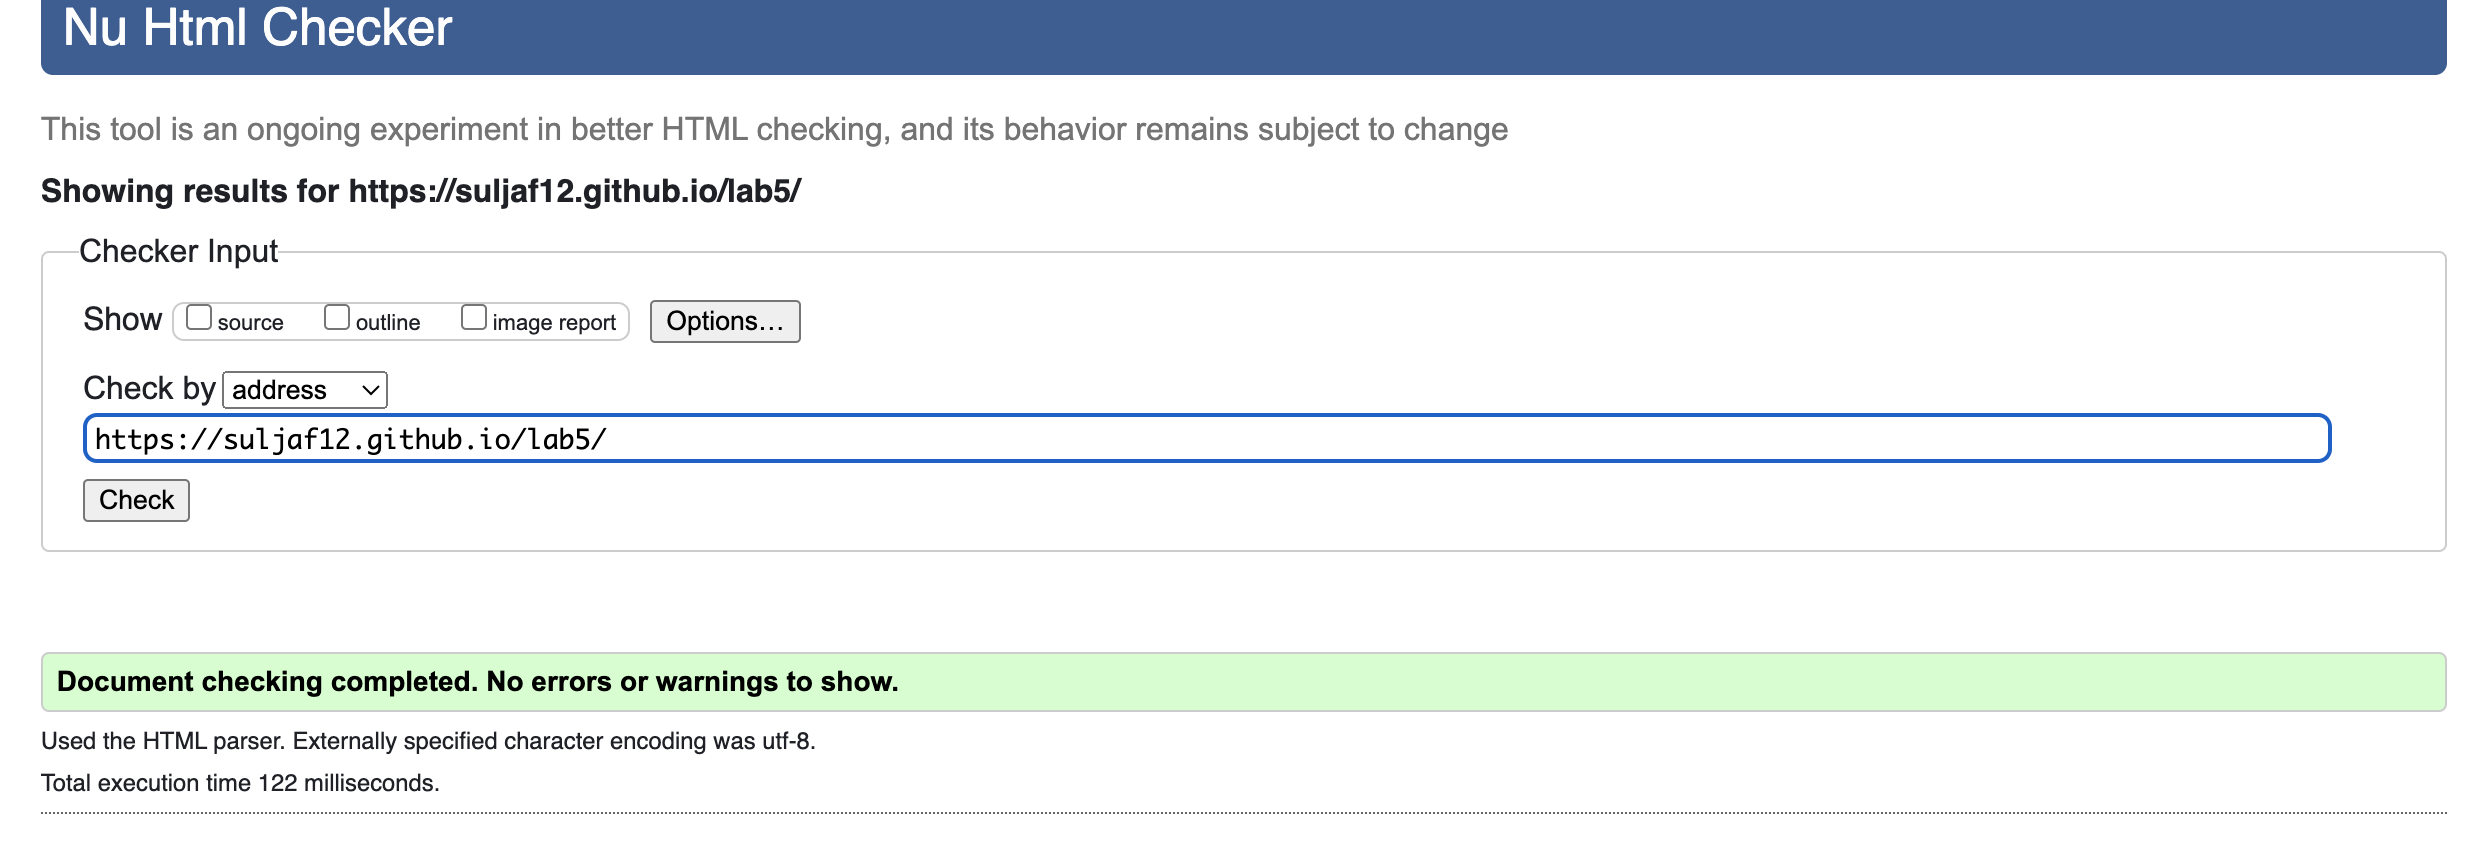 Nu Html Checker
This tool is an ongoing experiment in better HTML checking, and its behavior remains subject to change
Showing results for https://suljaf12.github.io/lab5/
Checker Input
Show source outline image report Options...
Check by address
https://suljaf12.github.io/lab5/
Check
Document checking completed. No errors or warnings to show.
Used the HTML parser. Externally specified character encoding was utf-8.
Total execution time 122 milliseconds.